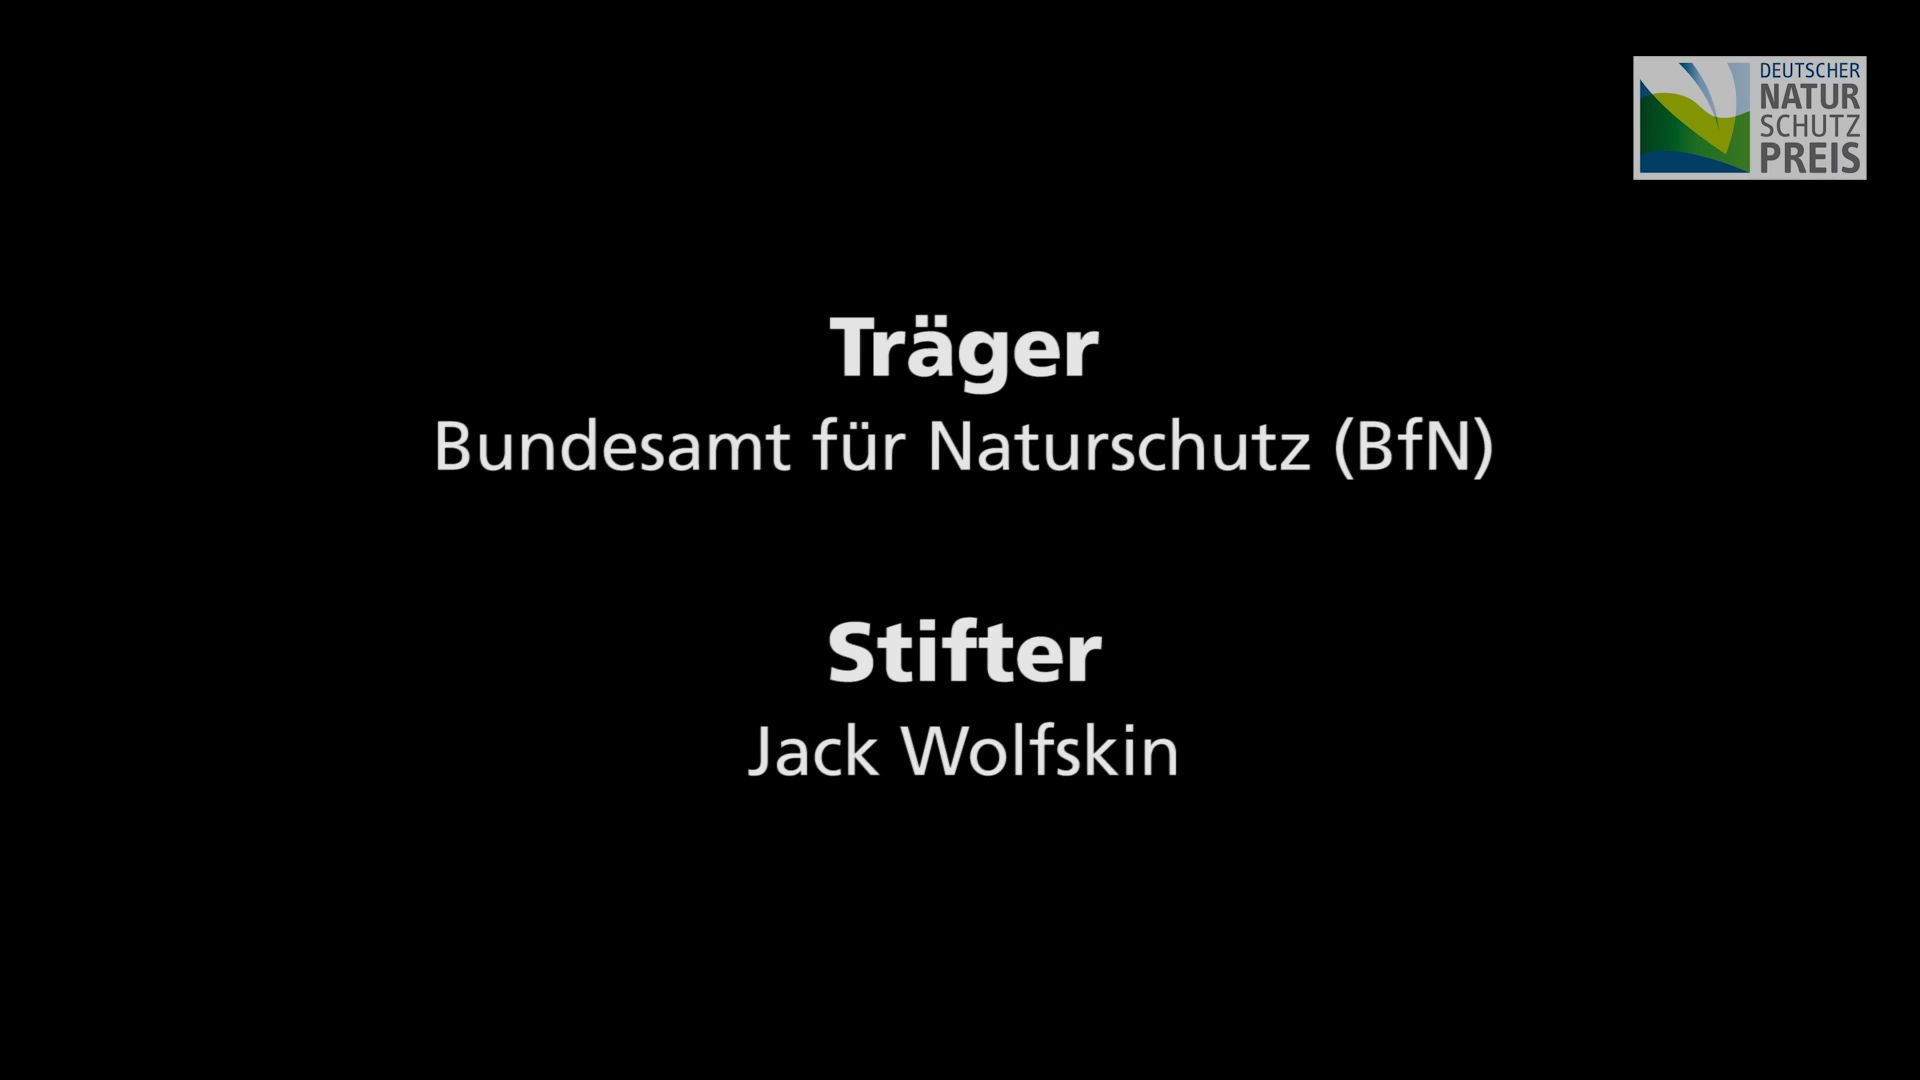 DEUTSCHER
NATUR
SCHUTZ
PREIS
Träger
Bundesamt für Naturschutz (BfN)
Stifter
Jack Wolfskin